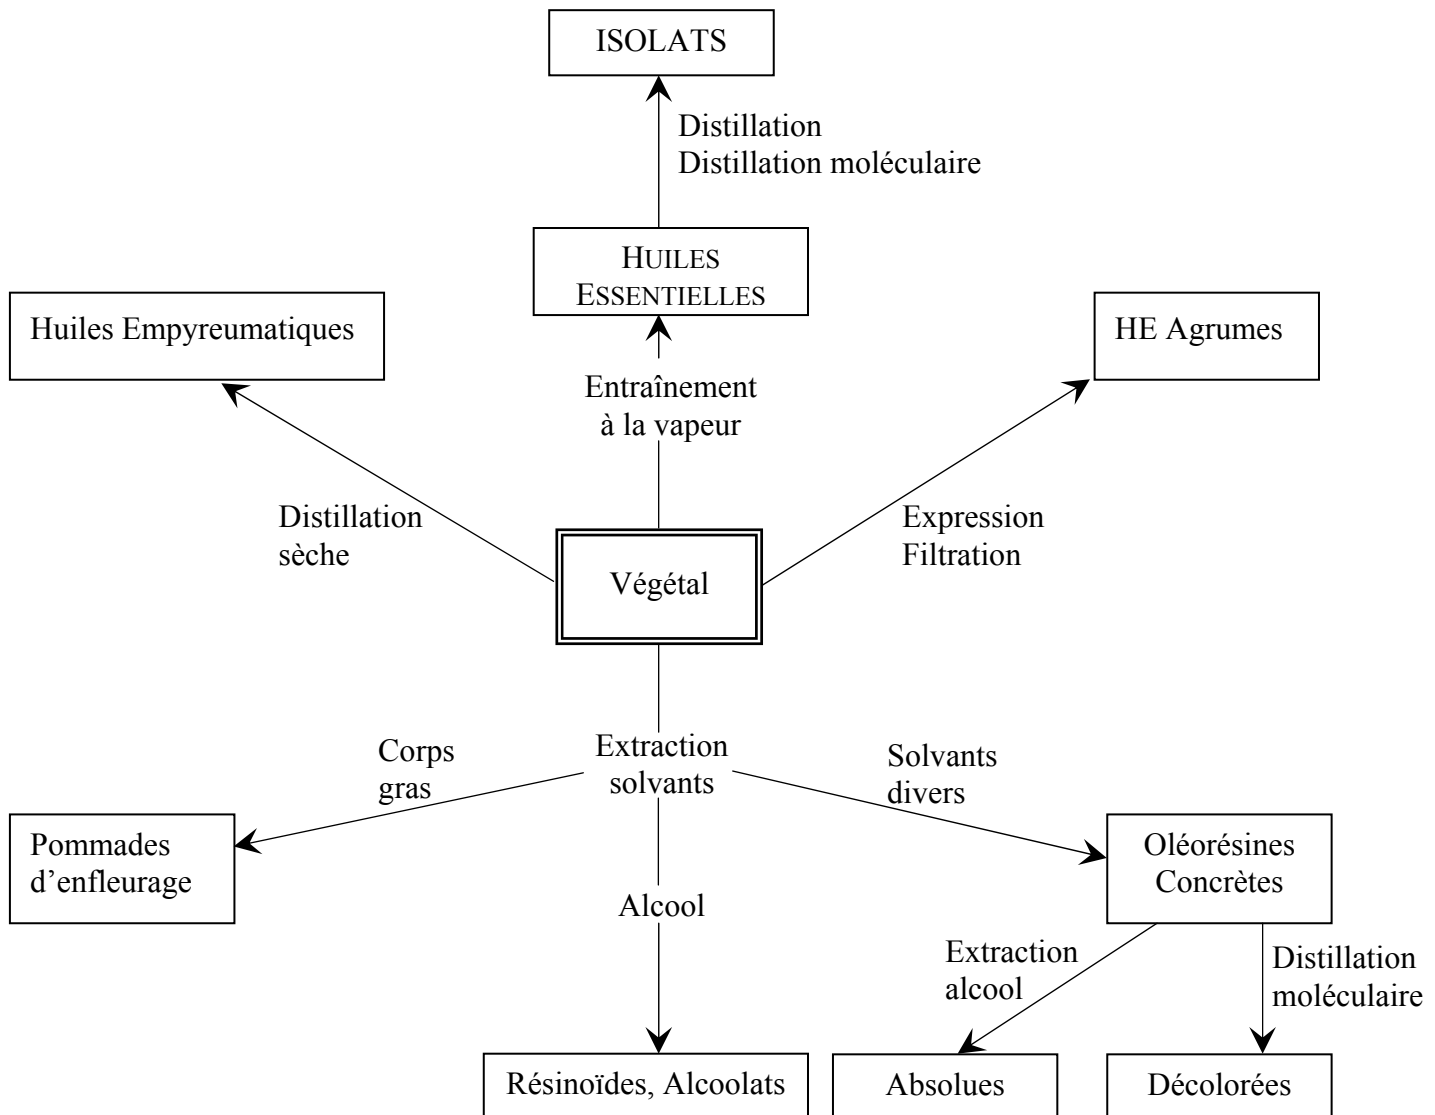 ISOLATS
Distillation
Distillation moléculaire
HUILES
ESSENTIELLES
Huiles Empyreumatiques
HE Agrumes
Entraînement
à la vapeur
Distillation
sèche
Expression
Filtration
Végétal
Corps
gras
Extraction
solvants
Solvants
divers
Pommades
d'enfleurage
Oléorésines
Concrètes
Alcool
Extraction
alcool
Distillation
moléculaire
Résinoïdes, Alcoolats
Absolues
Décolorées